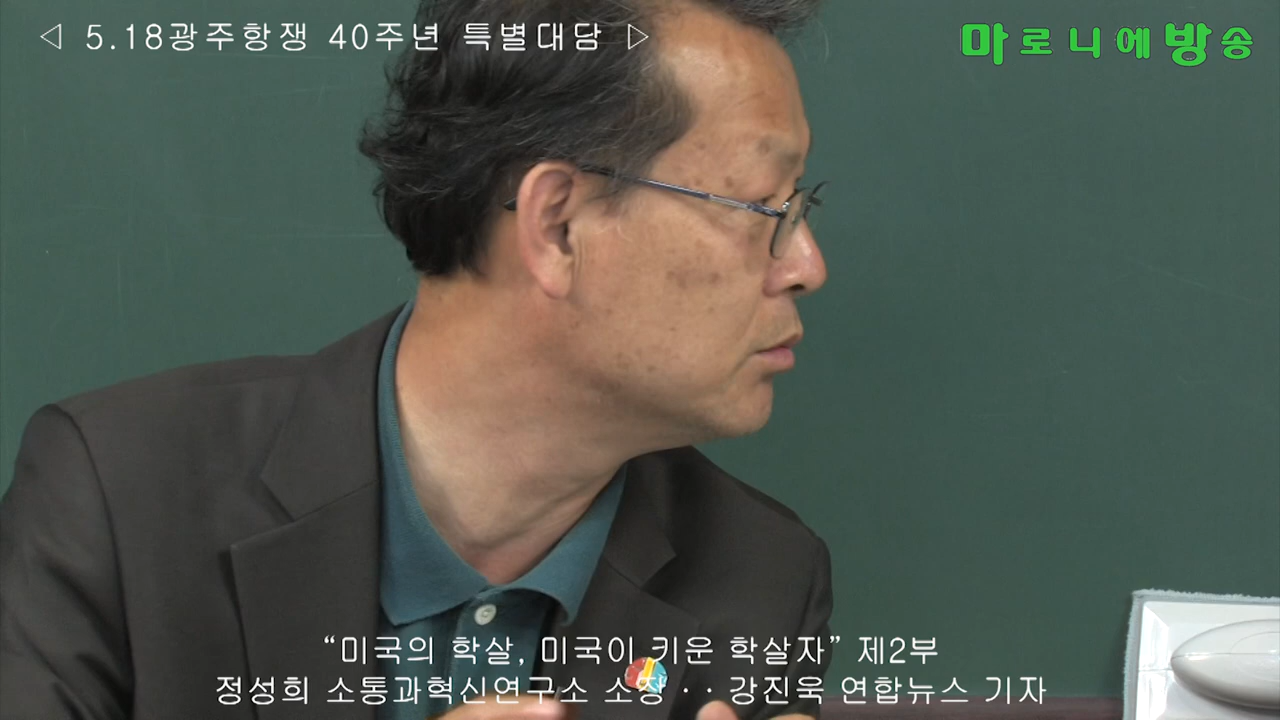 ◁ 5.18광주항쟁 40주년 특별대담 ▷
마로니에방송
“미국의 학살, 미국이 키운 학살자” 제2부
정성희 소통과혁신연구소 소장 ·· 강진욱 연합뉴스 기자